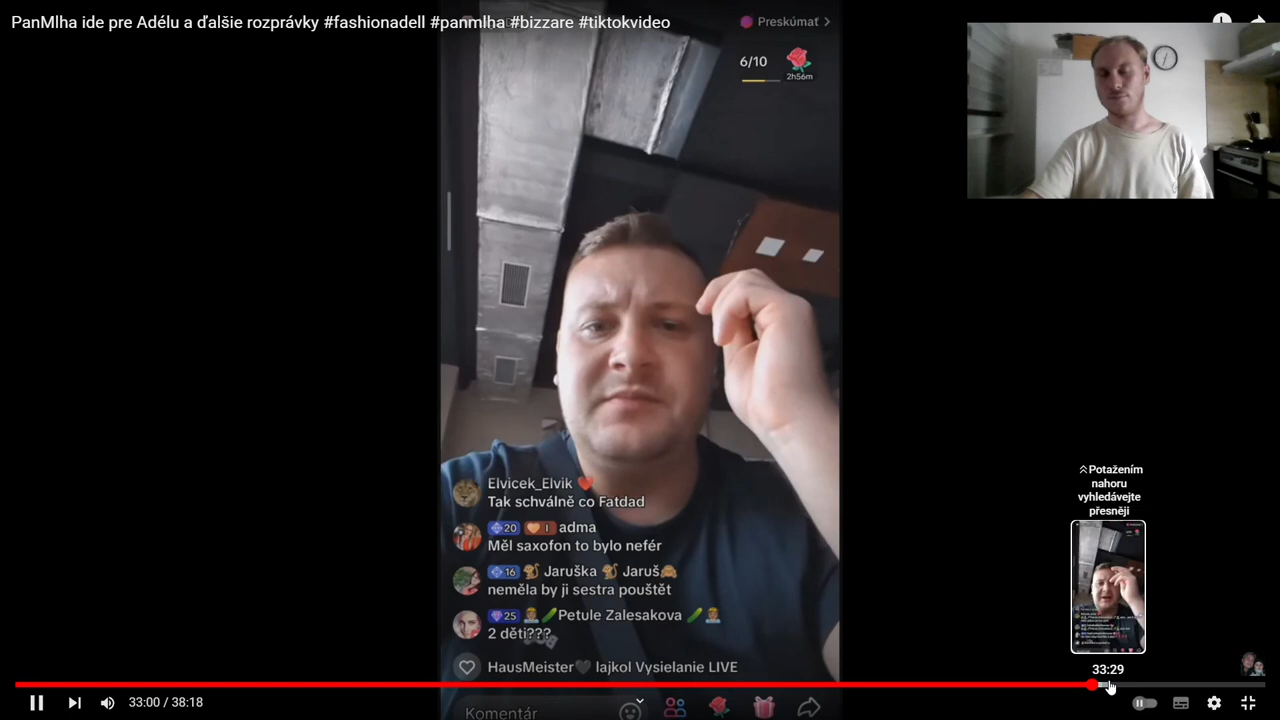 PanMlha ide pre Adélu a ďalšie rozprávky #fashionadell #panmlha #bizzare #tiktokvideo
Preskúmať
6/10
2h56m
Elvicek_Elvik
Tak schválně co Fatdad
20 I adma
Měl saxofon to bylo nefér
16 Jaruška Jaruš
neměla by ji sestra pouštět
25 Petule Zalesakova
2 děti???
HausMeister lajkol Vysielanie LIVE
Komentár
Potažením
nahoru
vyhledávejte
přesněji
33:29
33:00 / 38:18